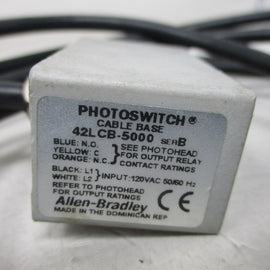 PHOTOSWITCH®
CABLE BASE
42LCB-5000 SER B
BLUE: N.O. SEE PHOTOHEAD
YELLOW: C FOR OUTPUT RELAY
ORANGE: N.C. CONTACT RATINGS
BLACK: L1
WHITE: L2 INPUT: 120VAC 50/60 Hz
REFER TO PHOTOHEAD
FOR OUTPUT RATINGS
Allen-Bradley
MADE IN THE DOMINICAN REP
CE